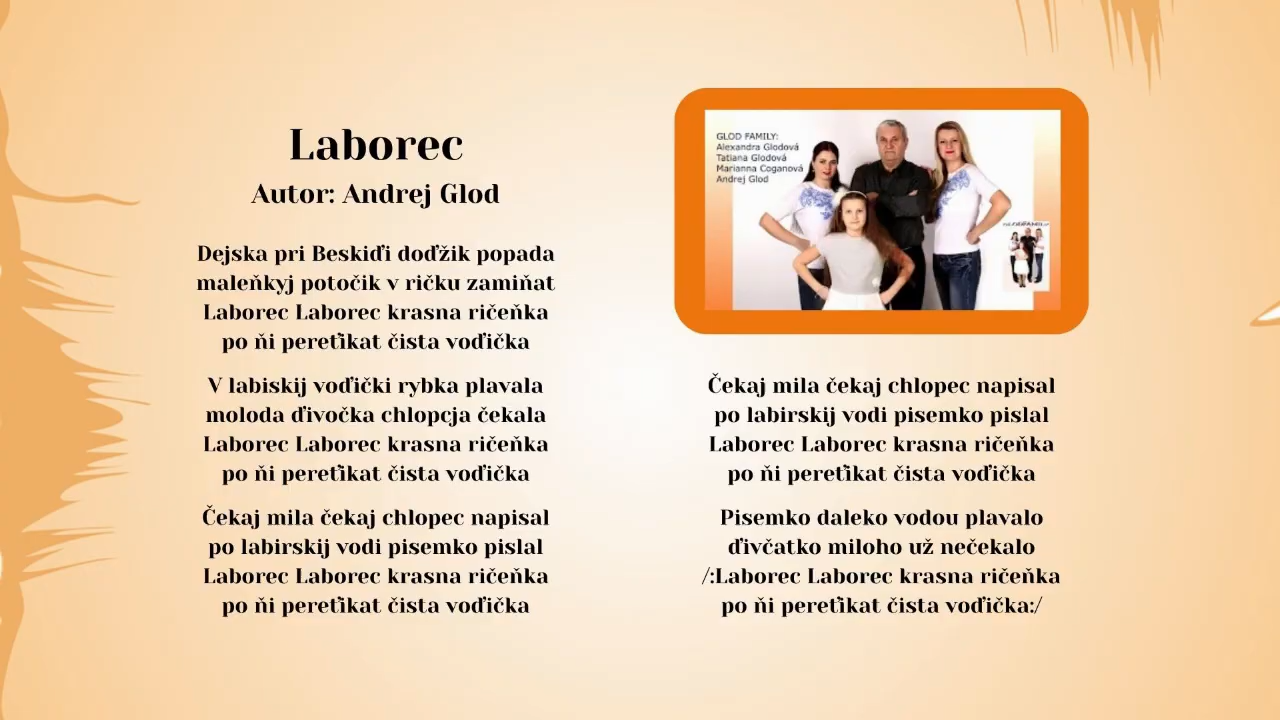 Laborec
Autor: Andrej Glod
Dejska pri Beskiďi doďžik popada
maleňkyj potočik v ričku zamiňat
Laborec Laborec krasna ričeňka
po ňi pereťikat čista voďička
V labiskij voďički rybka plavala
moloda ďivočka chlopcja čekala
Laborec Laborec krasna ričeňka
po ňi pereťikat čista voďička
Čekaj mila čekaj chlopec napisal
po labirskij vodi pisemko pislal
Laborec Laborec krasna ričeňka
po ňi pereťikat čista voďička
GLOD FAMILY:
Alexandra Glodová
Tatiana Glodová
Marianna Coganová
Andrej Glod
Čekaj mila čekaj chlopec napisal
po labirskij vodi pisemko pislal
Laborec Laborec krasna ričeňka
po ňi pereťikat čista voďička
Pisemko daleko vodou plavalo
ďivčatko miloho už nečekalo
/:Laborec Laborec krasna ričeňka
po ňi pereťikat čista voďička:/